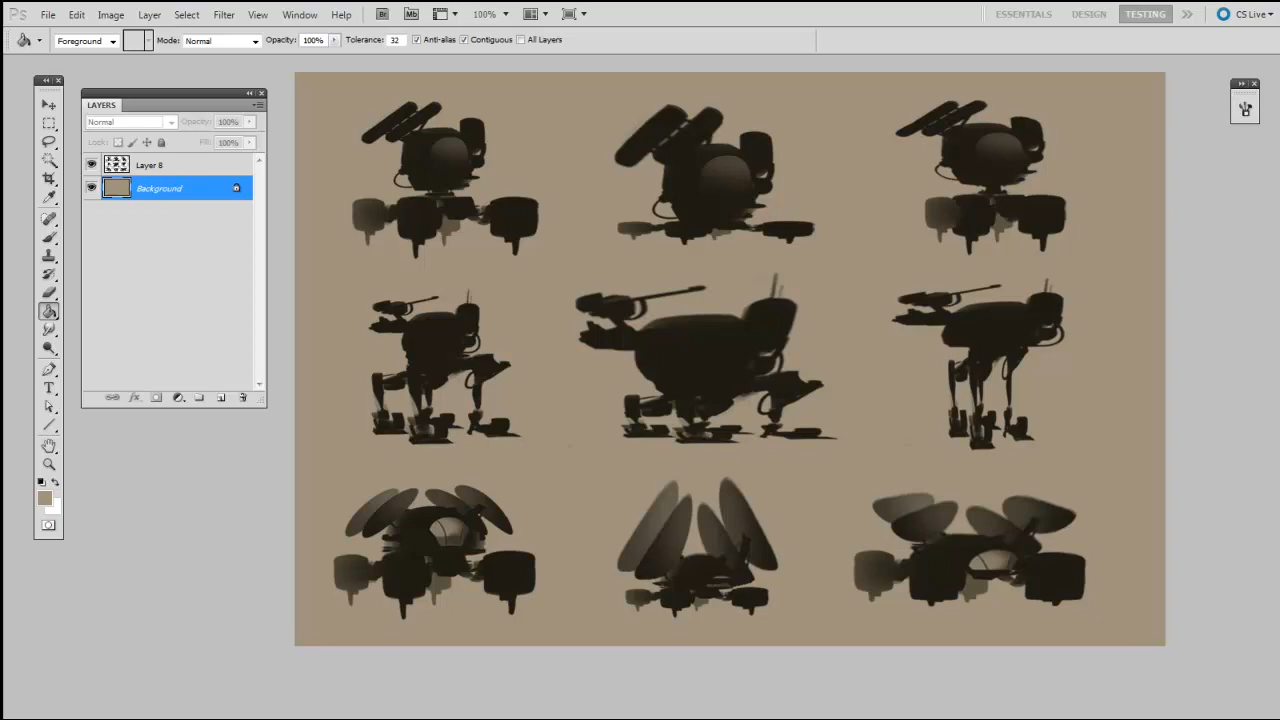 Ps File Edit Image Layer Select Filter View Window Help Br Mb 100% ESSENTIALS DESIGN TESTING CS Live
Foreground Mode: Normal Opacity: 100% Tolerance: 32 Anti-alias Contiguous All Layers
LAYERS
Normal Opacity: 100%
Lock: Fill: 100%
Layer 8
Background
fx
T